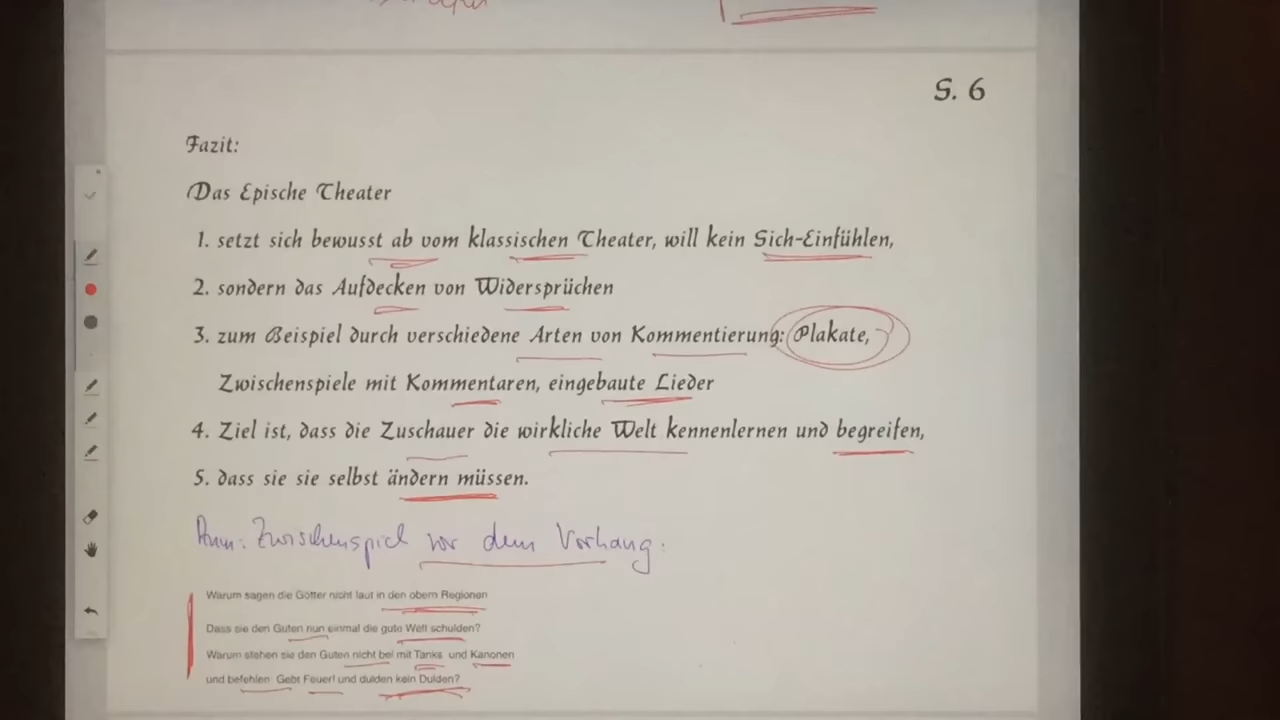 S. 6
Fazit:
Das Epische Theater
1. setzt sich bewusst ab vom klassischen Theater, will kein Sich-Einfühlen,
2. sondern das Aufdecken von Widersprüchen
3. zum Beispiel durch verschiedene Arten von Kommentierung: Plakate,
Zwischenspiele mit Kommentaren, eingebaute Lieder
4. Ziel ist, dass die Zuschauer die wirkliche Welt kennenlernen und begreifen,
5. dass sie sie selbst ändern müssen.
Zwischenspiel vor dem Vorhang.
Warum sagen die Götter nicht laut in den obern Regionen
Dass sie den Guten nun einmal die gute Welt schulden?
Warum stehen sie den Guten nicht bei mit Tanks und Kanonen
und befehlen: Gebt Feuer! und dulden kein Dulden?